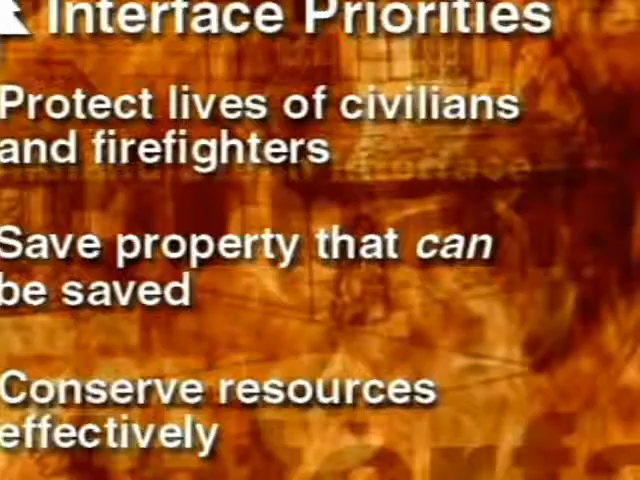 Interface Priorities
Protect lives of civilians
and firefighters
Save property that can
be saved
Conserve resources
effectively